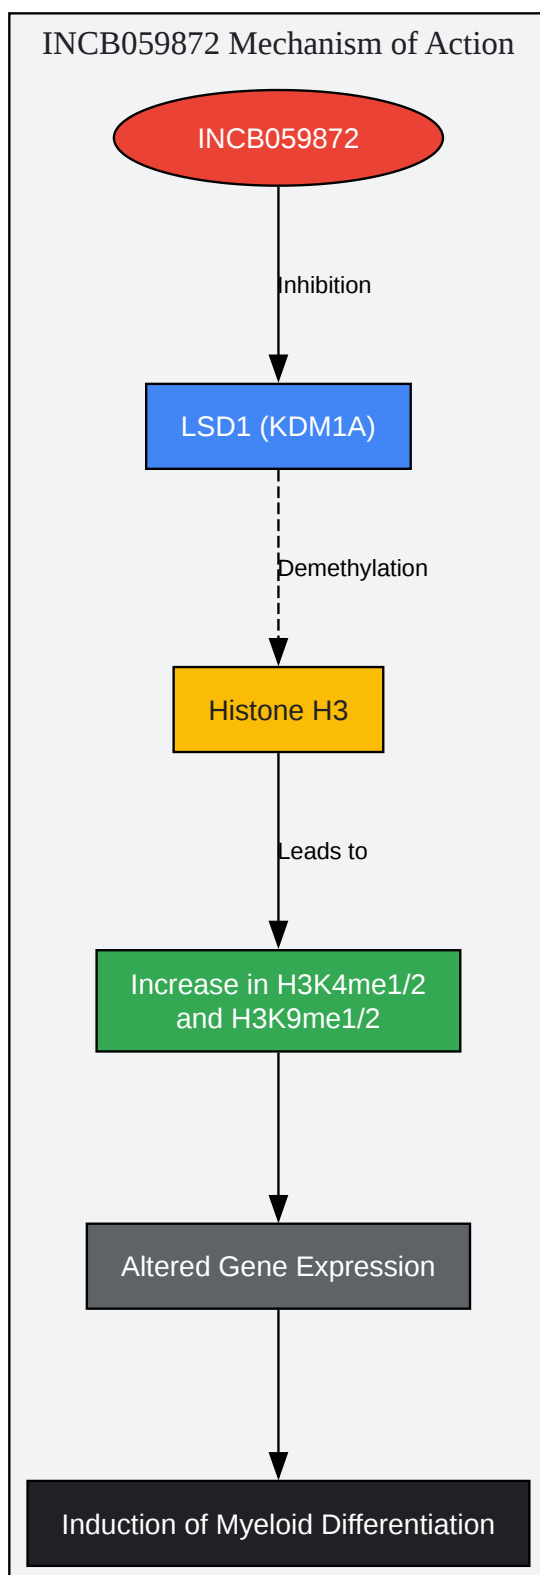 INCB059872 Mechanism of Action
INCB059872
Inhibition
LSD1 (KDM1A)
Demethylation
Histone H3
Leads to
Increase in H3K4me1/2
and H3K9me1/2
Altered Gene Expression
Induction of Myeloid Differentiation